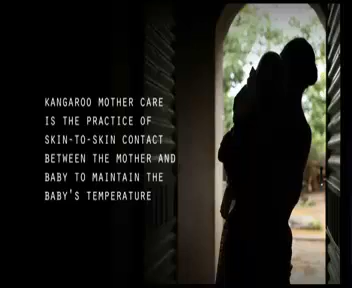 KANGAROO MOTHER CARE
IS THE PRACTICE OF
SKIN-TO-SKIN CONTACT
BETWEEN THE MOTHER AND
BABY TO MAINTAIN THE
BABY'S TEMPERATURE